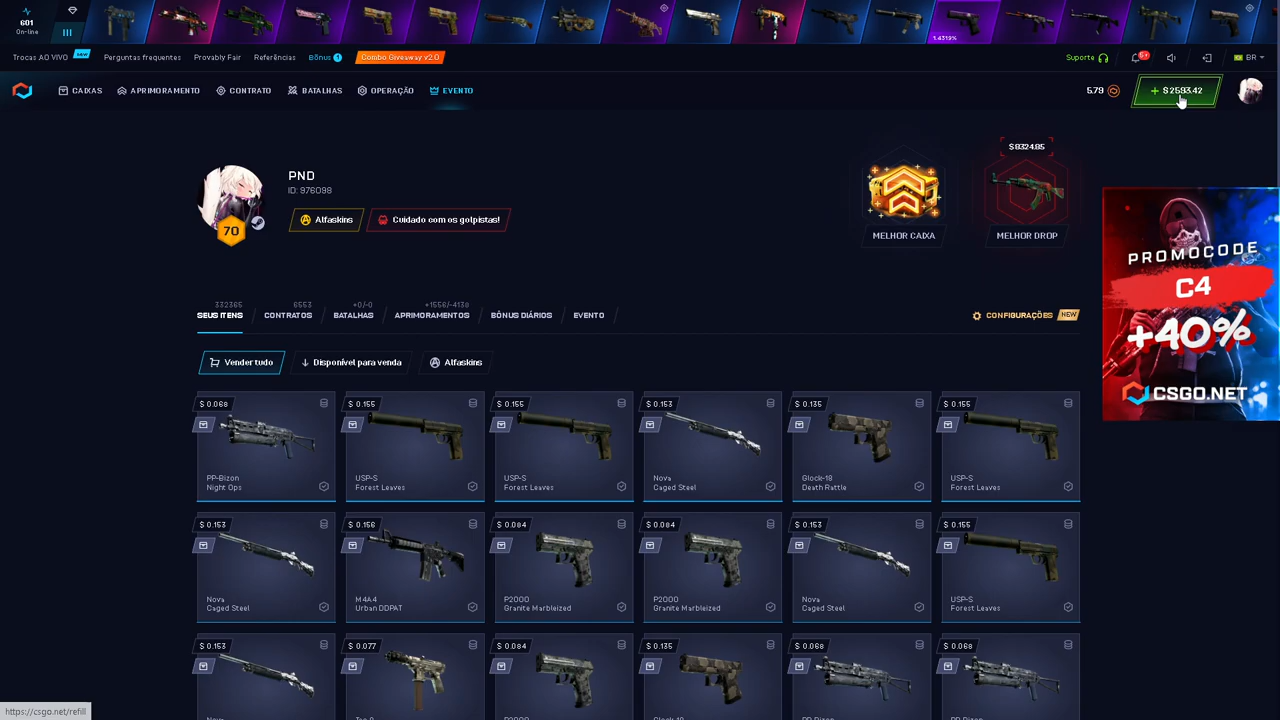 601
On-line
1.4319%
Trocas AO VIVO NEW
Perguntas frequentes
Provably Fair
Referências
Bônus 1
Combo Giveaway v2.0
Suporte
5+
BR
CAIXAS
APRIMORAMENTO
CONTRATO
BATALHAS
OPERAÇÃO
EVENTO
5.79
+ $ 2593.42
PND
ID: 976098
70
Alfaskins
Cuidado com os golpistas!
MELHOR CAIXA
$ 9324.95
MELHOR DROP
PROMOCODE
C4
+40%
CSGO.NET
332365
SEUS ITENS
6553
CONTRATOS
+0/-0
BATALHAS
+1556/-4130
APRIMORAMENTOS
BÔNUS DIÁRIOS
EVENTO
CONFIGURAÇÕES NEW
Vender tudo
Disponível para venda
Alfaskins
$ 0.068
PP-Bizon
Night Ops
$ 0.155
USP-S
Forest Leaves
$ 0.155
USP-S
Forest Leaves
$ 0.153
Nova
Caged Steel
$ 0.135
Glock-18
Death Rattle
$ 0.155
USP-S
Forest Leaves
$ 0.153
Nova
Caged Steel
$ 0.156
M4A4
Urban DDPAT
$ 0.084
P2000
Granite Marbleized
$ 0.084
P2000
Granite Marbleized
$ 0.153
Nova
Caged Steel
$ 0.155
USP-S
Forest Leaves
$ 0.153
$ 0.077
$ 0.084
$ 0.135
$ 0.068
$ 0.068
https://csgo.net/refill